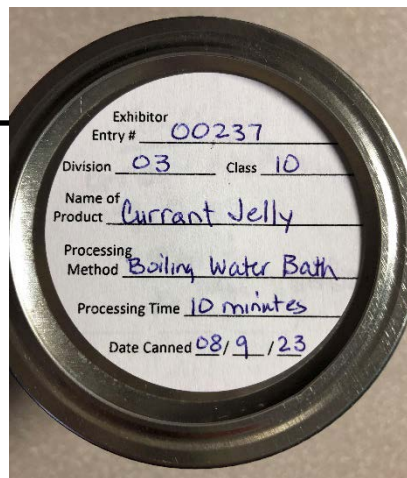 Exhibitor
Entry # 00237
Division 03 Class 10
Name of
Product Currant Jelly
Processing
Method Boiling Water Bath
Processing Time 10 minutes
Date Canned 08/9/23